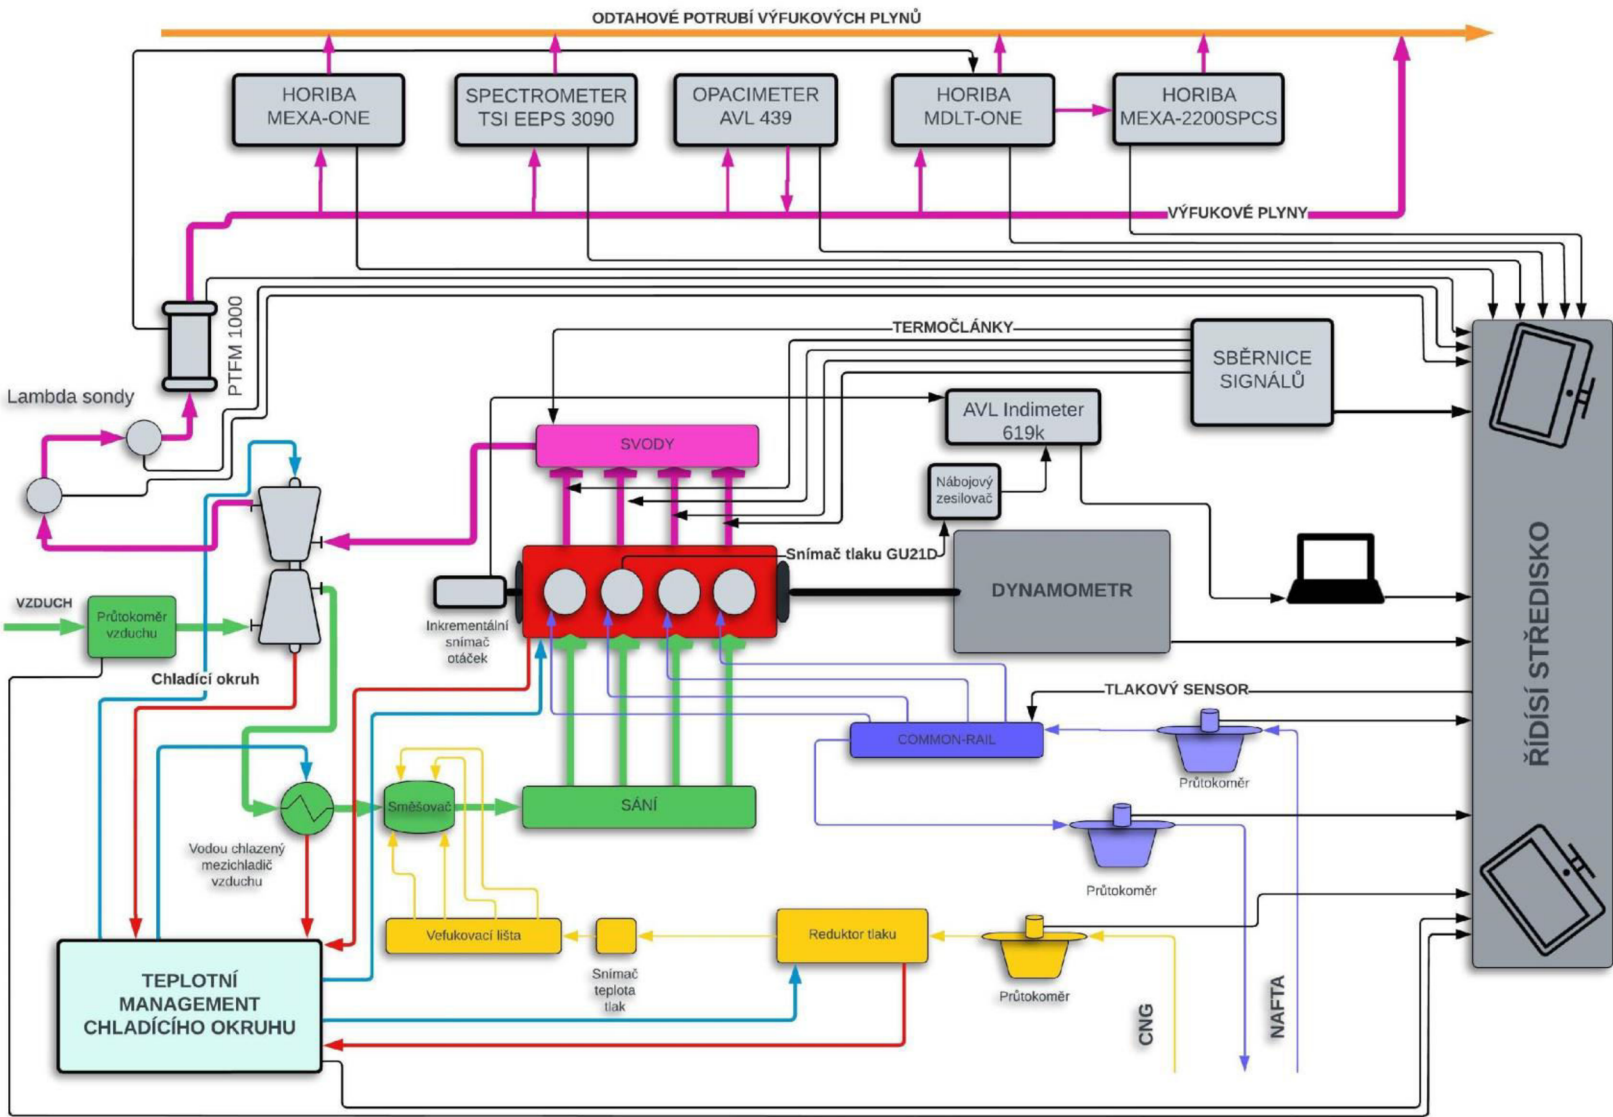 ODTAHOVÉ POTRUBÍ VÝFUKOVÝCH PLYNŮ
HORIBA
MEXA-ONE
SPECTROMETER
TSI EEPS 3090
OPACIMETER
AVL 439
HORIBA
MDLT-ONE
HORIBA
MEXA-2200SPCS
VÝFUKOVÉ PLYNY
PTFM 1000
TERMOČLÁNKY
SBĚRNICE
SIGNÁLŮ
Lambda sondy
AVL Indimeter
619k
SVODY
Nábojový
zesilovač
Snímač tlaku GU21D
DYNAMOMETR
ŘÍDÍSÍ STŘEDISKO
VZDUCH
Průtokoměr
vzduchu
Inkrementální
snímač
otáček
Chladící okruh
TLAKOVÝ SENSOR
COMMON-RAIL
Průtokoměr
Směšovač
SÁNÍ
Vodou chlazený
mezichladič
vzduchu
Průtokoměr
Vefukovací lišta
Reduktor tlaku
Snímač
teplota
tlak
Průtokoměr
CNG
NAFTA
TEPLOTNÍ
MANAGEMENT
CHLADÍCÍHO OKRUHU